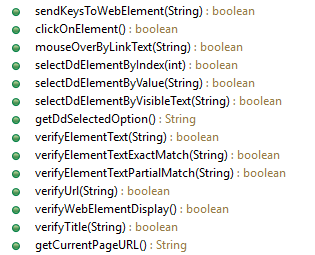 sendKeysToWebElement(String) : boolean
clickOnElement() : boolean
mouseOverByLinkText(String) : boolean
selectDdElementByIndex(int) : boolean
selectDdElementByValue(String) : boolean
selectDdElementByVisibleText(String) : boolean
getDdSelectedOption() : String
verifyElementText(String) : boolean
verifyElementTextExactMatch(String) : boolean
verifyElementTextPartialMatch(String) : boolean
verifyUrl(String) : boolean
verifyWebElementDisplay() : boolean
verifyTitle(String) : boolean
getCurrentPageURL() : String